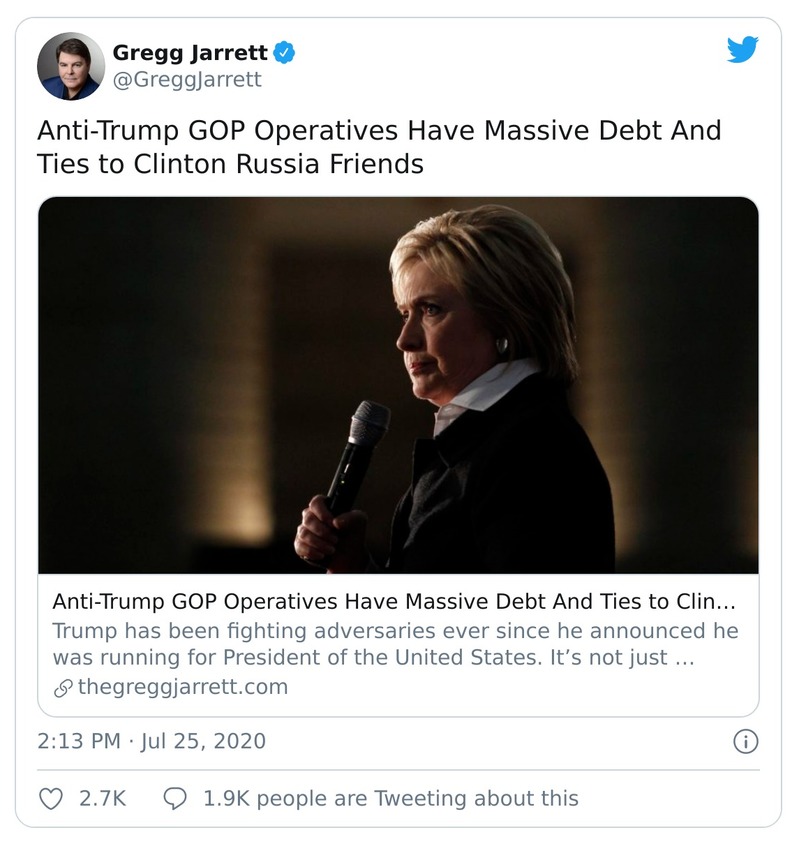 Gregg Jarrett
@GreggJarrett
Anti-Trump GOP Operatives Have Massive Debt And
Ties to Clinton Russia Friends
Anti-Trump GOP Operatives Have Massive Debt And Ties to Clin...
Trump has been fighting adversaries ever since he announced he
was running for President of the United States. It’s not just ...
thegreggjarrett.com
2:13 PM · Jul 25, 2020
2.7K 1.9K people are Tweeting about this